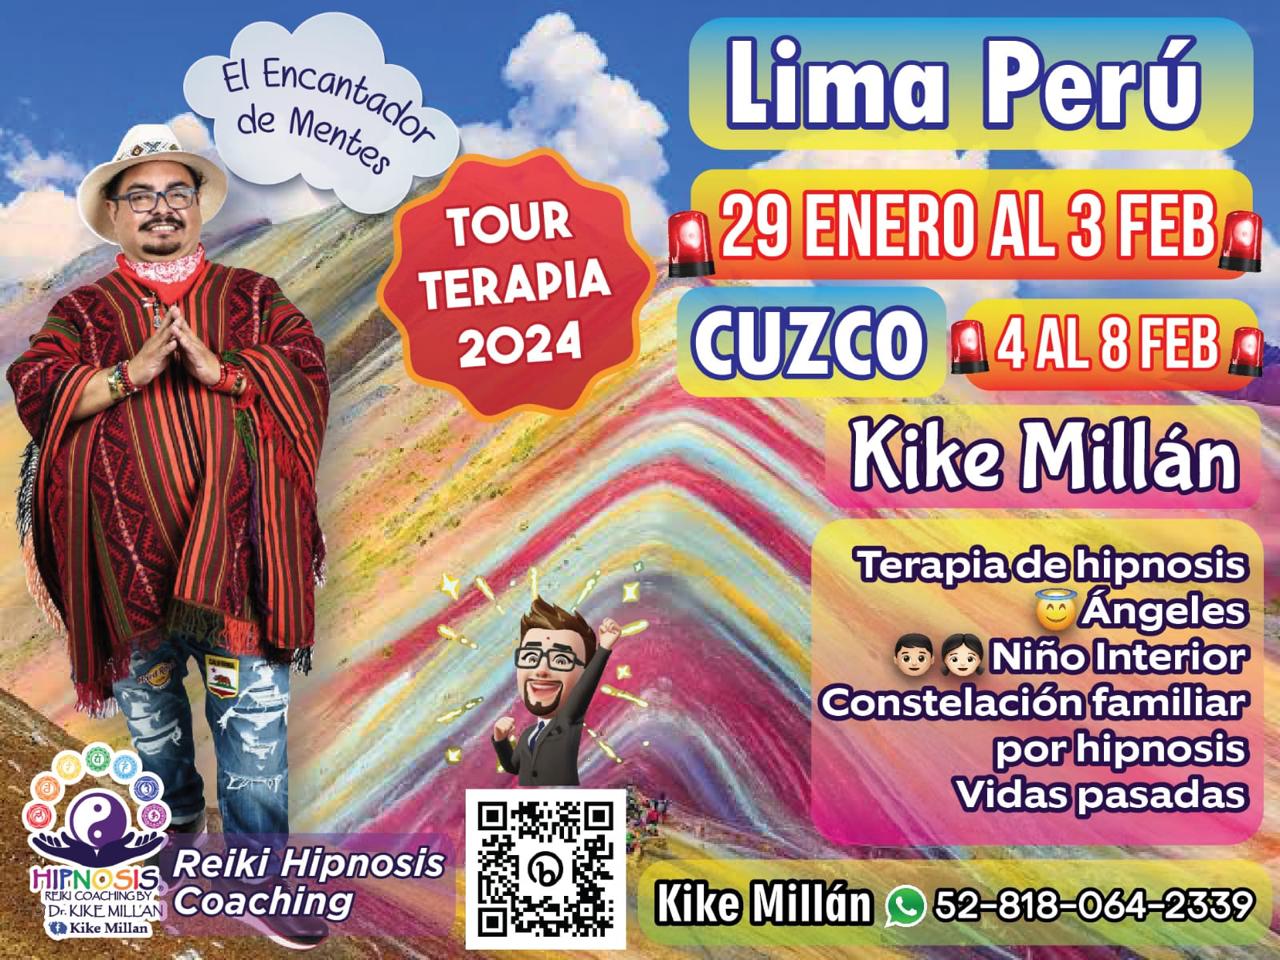 El Encantador
de Mentes
TOUR
TERAPIA
2024
Lima Perú
29 ENERO AL 3 FEB
CUZCO
4 AL 8 FEB
Kike Millán
Terapia de hipnosis
Ángeles
Niño Interior
Constelación familiar
por hipnosis
Vidas pasadas
CALIFORNIA
HIPNOSIS
REIKI COACHING BY
Dr. KIKE MILLAN
Kike Millan
Reiki Hipnosis
Coaching
Kike Millán 52-818-064-2339